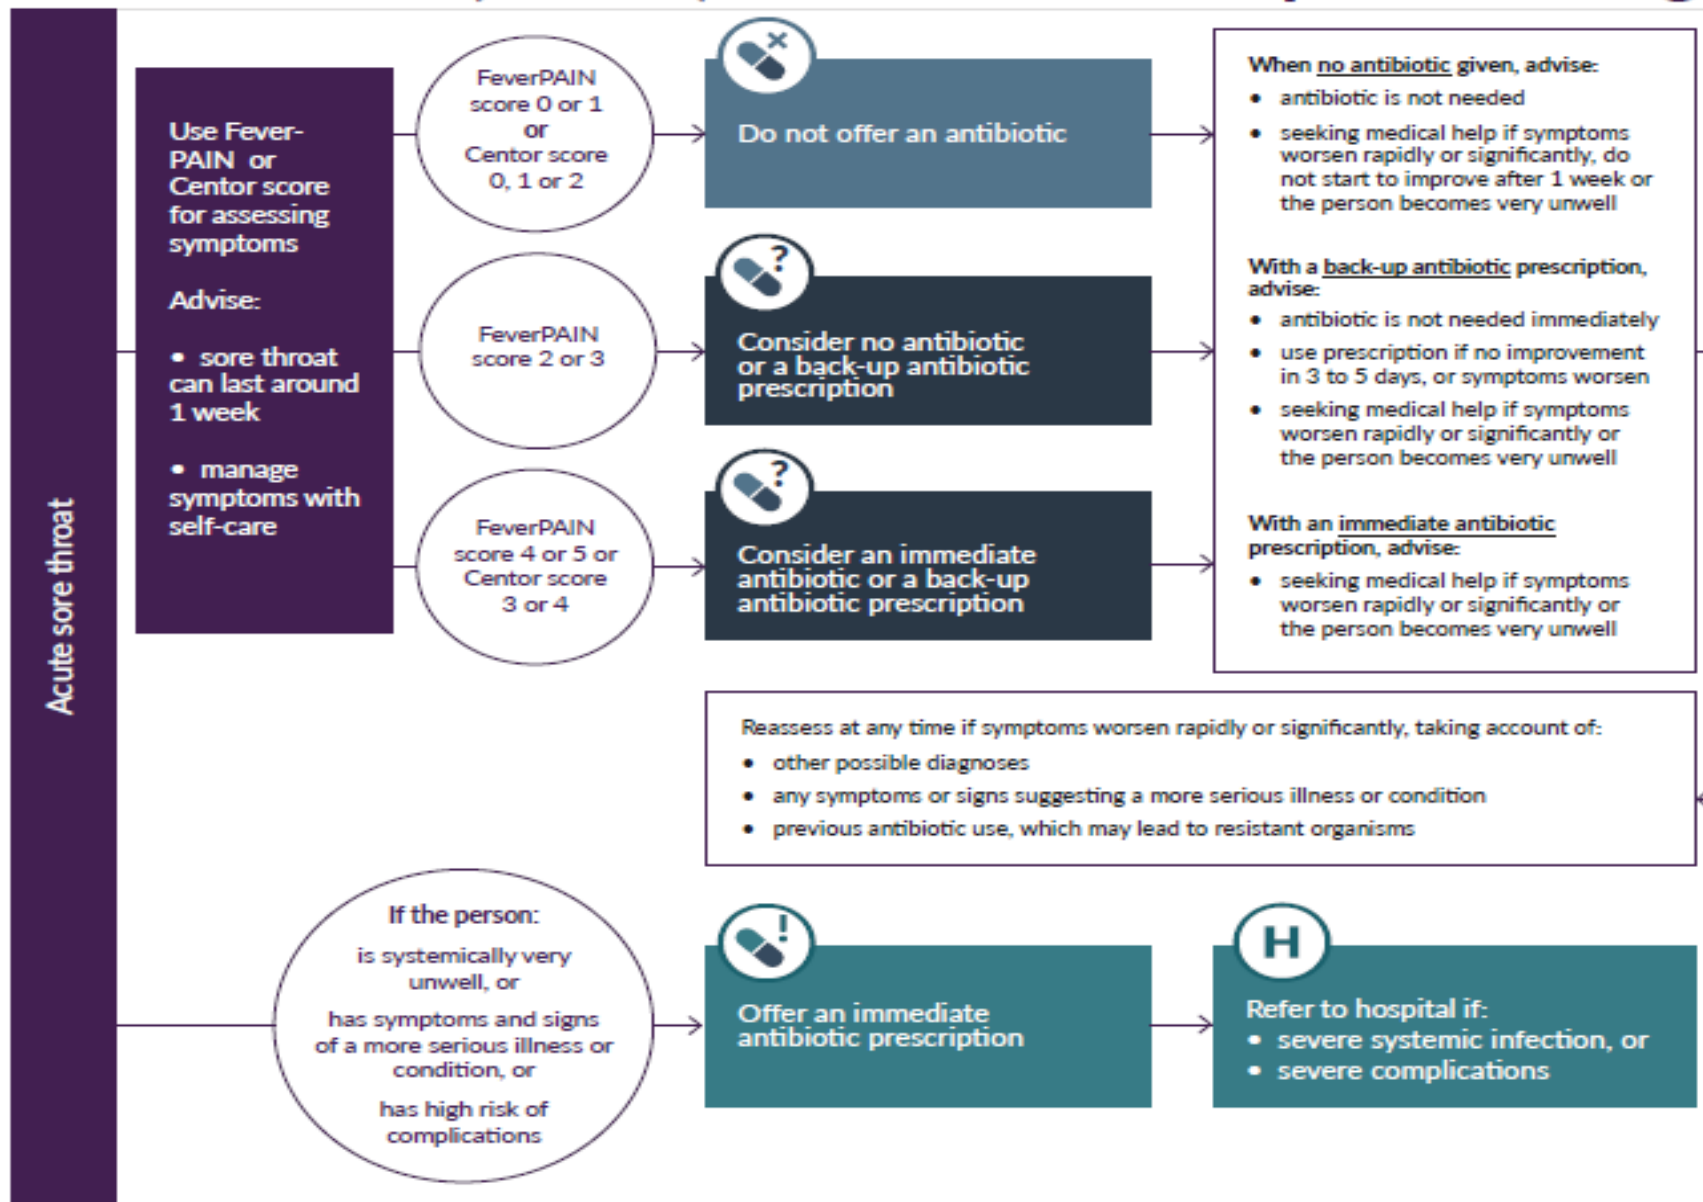 Acute sore throat
Use Fever-
PAIN or
Centor score
for assessing
symptoms
Advise:
• sore throat
can last around
1 week
• manage
symptoms with
self-care
FeverPAIN
score 0 or 1
or
Centor score
0, 1 or 2
Do not offer an antibiotic
FeverPAIN
score 2 or 3
?
Consider no antibiotic
or a back-up antibiotic
prescription
FeverPAIN
score 4 or 5 or
Centor score
3 or 4
?
Consider an immediate
antibiotic or a back-up
antibiotic prescription
When no antibiotic given, advise:
• antibiotic is not needed
• seeking medical help if symptoms
worsen rapidly or significantly, do
not start to improve after 1 week or
the person becomes very unwell
With a back-up antibiotic prescription,
advise:
• antibiotic is not needed immediately
• use prescription if no improvement
in 3 to 5 days, or symptoms worsen
• seeking medical help if symptoms
worsen rapidly or significantly or
the person becomes very unwell
With an immediate antibiotic
prescription, advise:
• seeking medical help if symptoms
worsen rapidly or significantly or
the person becomes very unwell
Reassess at any time if symptoms worsen rapidly or significantly, taking account of:
• other possible diagnoses
• any symptoms or signs suggesting a more serious illness or condition
• previous antibiotic use, which may lead to resistant organisms
If the person:
is systemically very
unwell, or
has symptoms and signs
of a more serious illness or
condition, or
has high risk of
complications
!
Offer an immediate
antibiotic prescription
H
Refer to hospital if:
• severe systemic infection, or
• severe complications